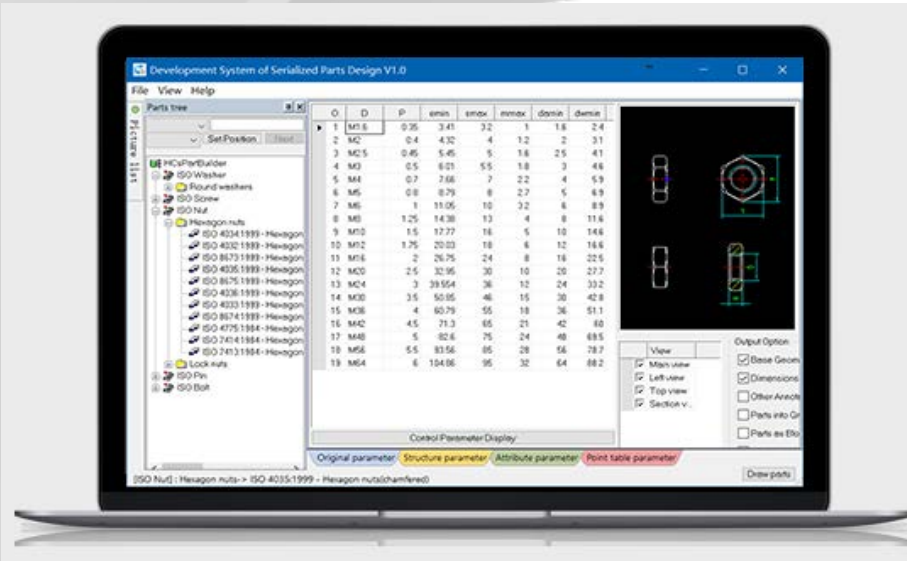 Development System of Serialized Parts Design V1.0
File View Help
Parts tree
Picture list
Set Position Next
HCsPartBuilder
ISO Washer
Round washers
ISO Screw
ISO Nut
Hexagon nuts
ISO 4034:1999 - Hexagon
ISO 4032:1999 - Hexagon
ISO 8673:1999 - Hexagon
ISO 4035:1999 - Hexagon
ISO 8675:1999 - Hexagon
ISO 4036:1999 - Hexagon
ISO 4033:1999 - Hexagon
ISO 8674:1999 - Hexagon
ISO 4775:1984 - Hexagon
ISO 7414:1984 - Hexagon
ISO 7413:1984 - Hexagon
Lock nuts
ISO Pin
ISO Bolt
O D P emin smax mmax damin dwmin
1 M1.6 0.35 3.41 3.2 1 1.6 2.4
2 M2 0.4 4.32 4 1.2 2 3.1
3 M2.5 0.45 5.45 5 1.6 2.5 4.1
4 M3 0.5 6.01 5.5 1.8 3 4.6
5 M4 0.7 7.66 7 2.2 4 5.9
6 M5 0.8 8.79 8 2.7 5 6.9
7 M6 1 11.05 10 3.2 6 8.9
8 M8 1.25 14.38 13 4 8 11.6
9 M10 1.5 17.77 16 5 10 14.6
10 M12 1.75 20.03 18 6 12 16.6
11 M16 2 26.75 24 8 16 22.5
12 M20 2.5 32.95 30 10 20 27.7
13 M24 3 39.554 36 12 24 33.2
14 M30 3.5 50.85 46 15 30 42.8
15 M36 4 60.79 55 18 36 51.1
16 M42 4.5 71.3 65 21 42 60
17 M48 5 82.6 75 24 48 69.5
18 M56 5.5 93.56 85 28 56 78.7
19 M64 6 104.86 95 32 64 88.2
Control Parameter Display
Original parameter Structure parameter Attribute parameter Point table parameter
View
Main view
Left view
Top view
Section v..
Output Option
Base Geom
Dimensions
Other Annota
Parts into Gr
Parts as Blo
Draw parts
[ISO Nut] : Hexagon nuts-> ISO 4035:1999 - Hexagon nuts(chamfered)